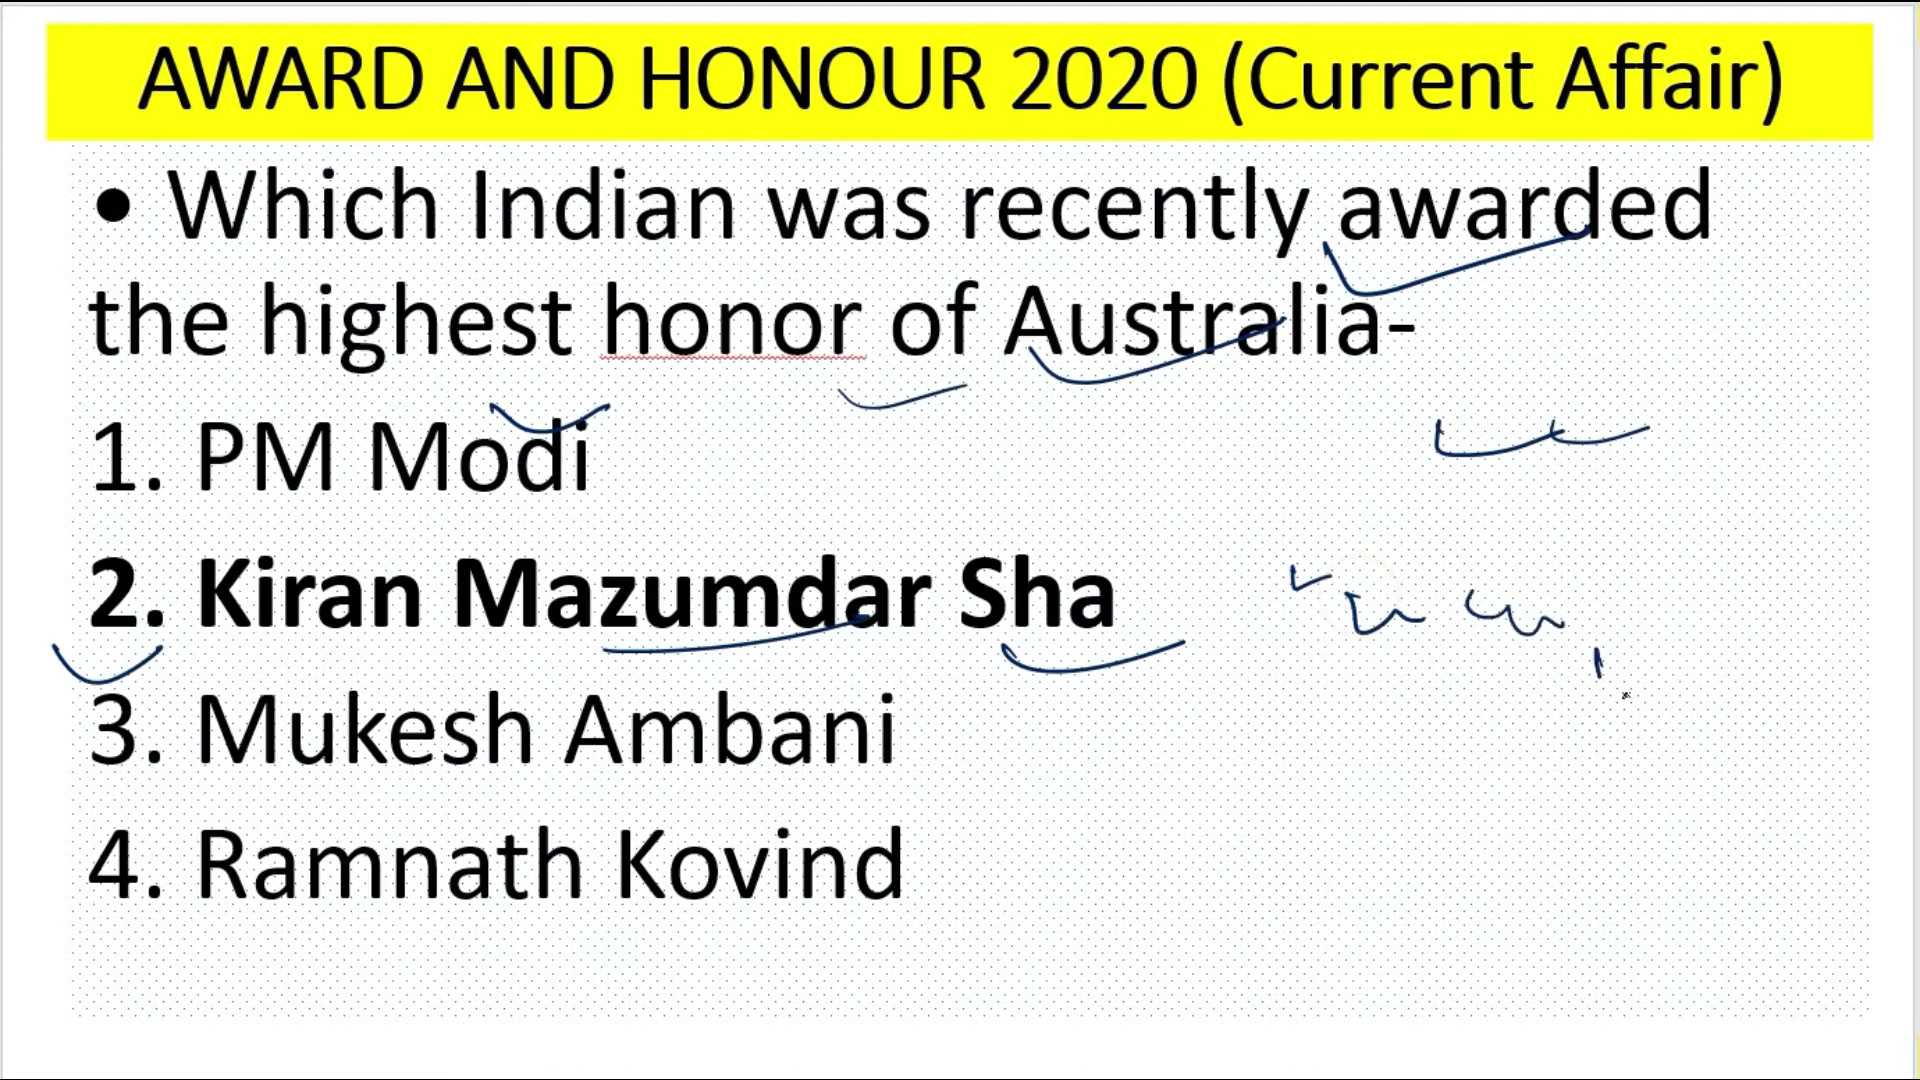 AWARD AND HONOUR 2020 (Current Affair)
• Which Indian was recently awarded
the highest honor of Australia-
1. PM Modi
2. Kiran Mazumdar Sha
3. Mukesh Ambani
4. Ramnath Kovind